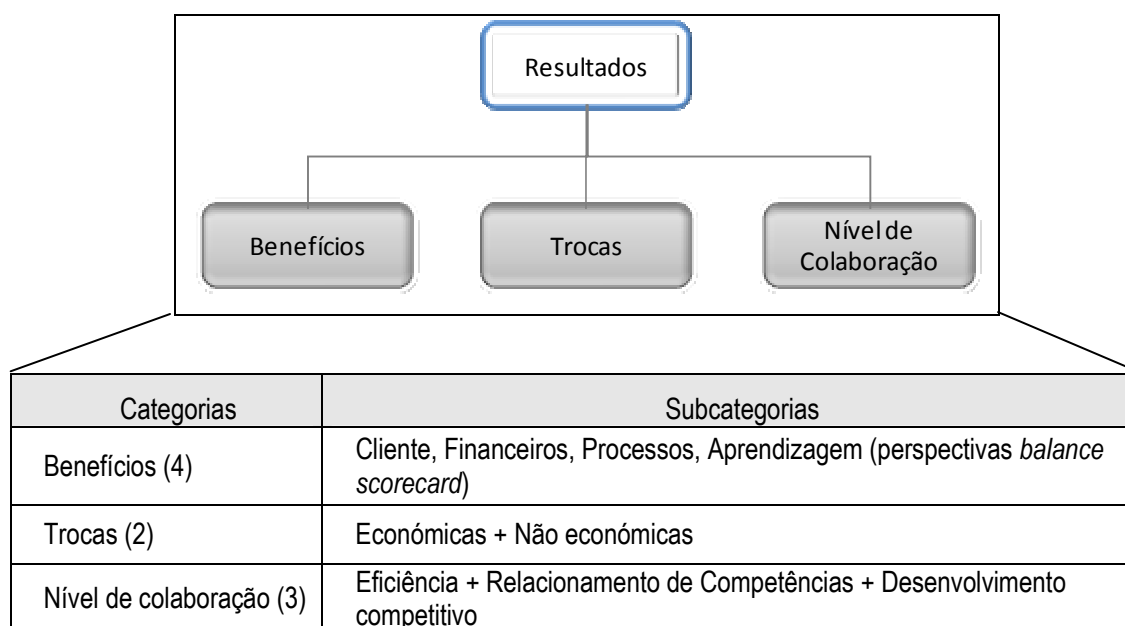 Resultados
Benefícios
Trocas
Nível de
Colaboração
Categorias
Subcategorias
Benefícios (4)
Cliente, Financeiros, Processos, Aprendizagem (perspectivas balance
scorecard)
Trocas (2)
Económicas + Não económicas
Nível de colaboração (3)
Eficiência + Relacionamento de Competências + Desenvolvimento
competitivo